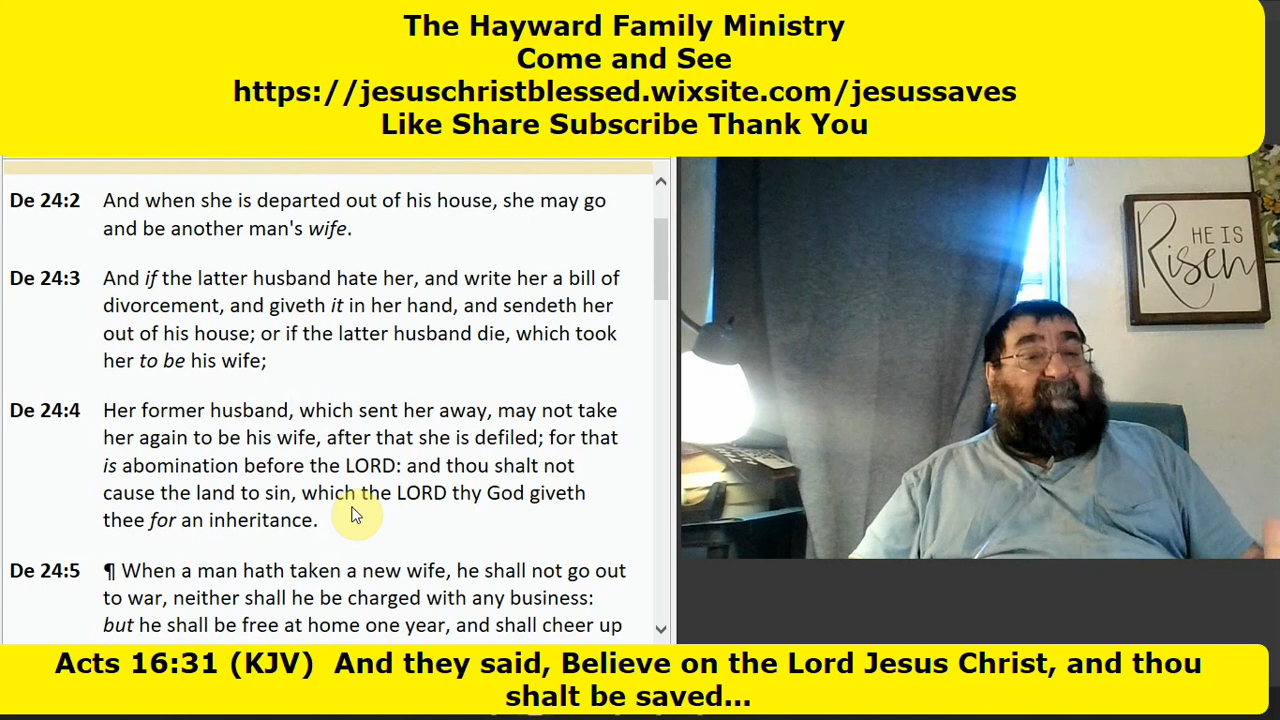 The Hayward Family Ministry
Come and See
https://jesuschristblessed.wixsite.com/jesussaves
Like Share Subscribe Thank You
De 24:2 And when she is departed out of his house, she may go
and be another man's wife.
De 24:3 And if the latter husband hate her, and write her a bill of
divorcement, and giveth it in her hand, and sendeth her
out of his house; or if the latter husband die, which took
her to be his wife;
De 24:4 Her former husband, which sent her away, may not take
her again to be his wife, after that she is defiled; for that
is abomination before the LORD: and thou shalt not
cause the land to sin, which the LORD thy God giveth
thee for an inheritance.
De 24:5 ¶ When a man hath taken a new wife, he shall not go out
to war, neither shall he be charged with any business:
but he shall be free at home one year, and shall cheer up
HE IS
Risen
Acts 16:31 (KJV) And they said, Believe on the Lord Jesus Christ, and thou
shalt be saved...